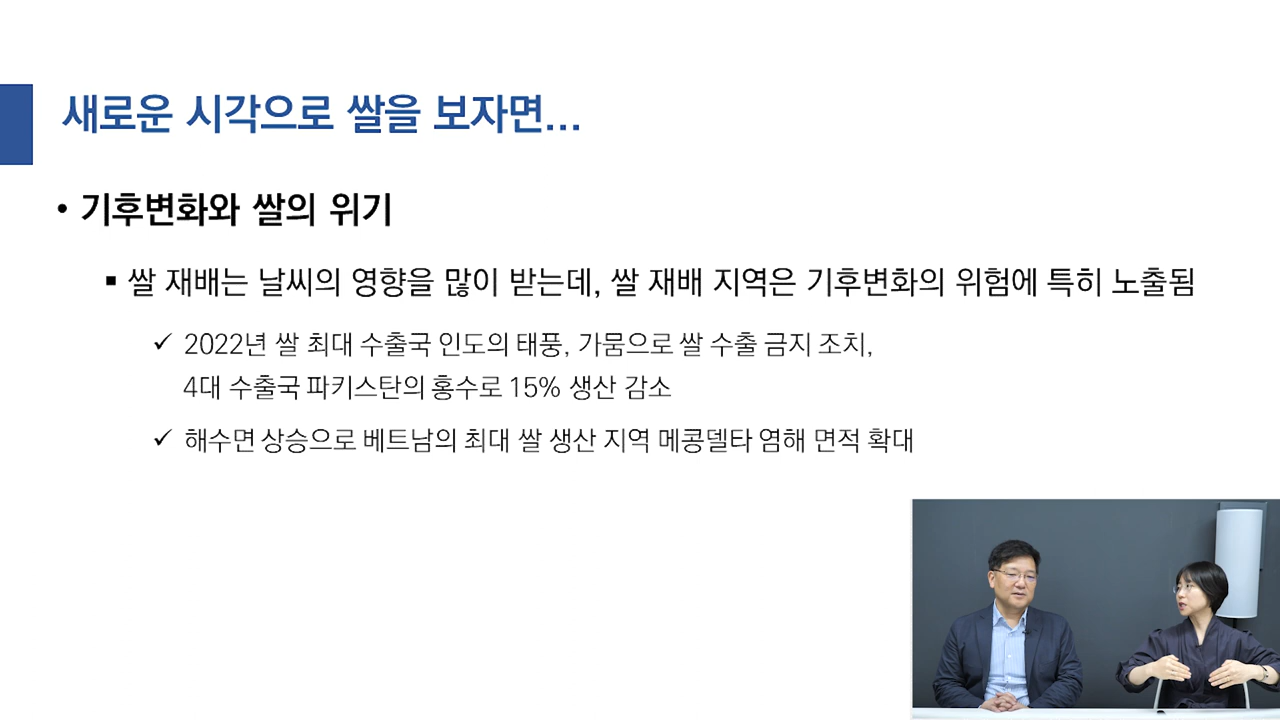 새로운 시각으로 쌀을 보자면...
• 기후변화와 쌀의 위기
▪ 쌀 재배는 날씨의 영향을 많이 받는데, 쌀 재배 지역은 기후변화의 위험에 특히 노출됨
✓ 2022년 쌀 최대 수출국 인도의 태풍, 가뭄으로 쌀 수출 금지 조치,
4대 수출국 파키스탄의 홍수로 15% 생산 감소
✓ 해수면 상승으로 베트남의 최대 쌀 생산 지역 메콩델타 염해 면적 확대